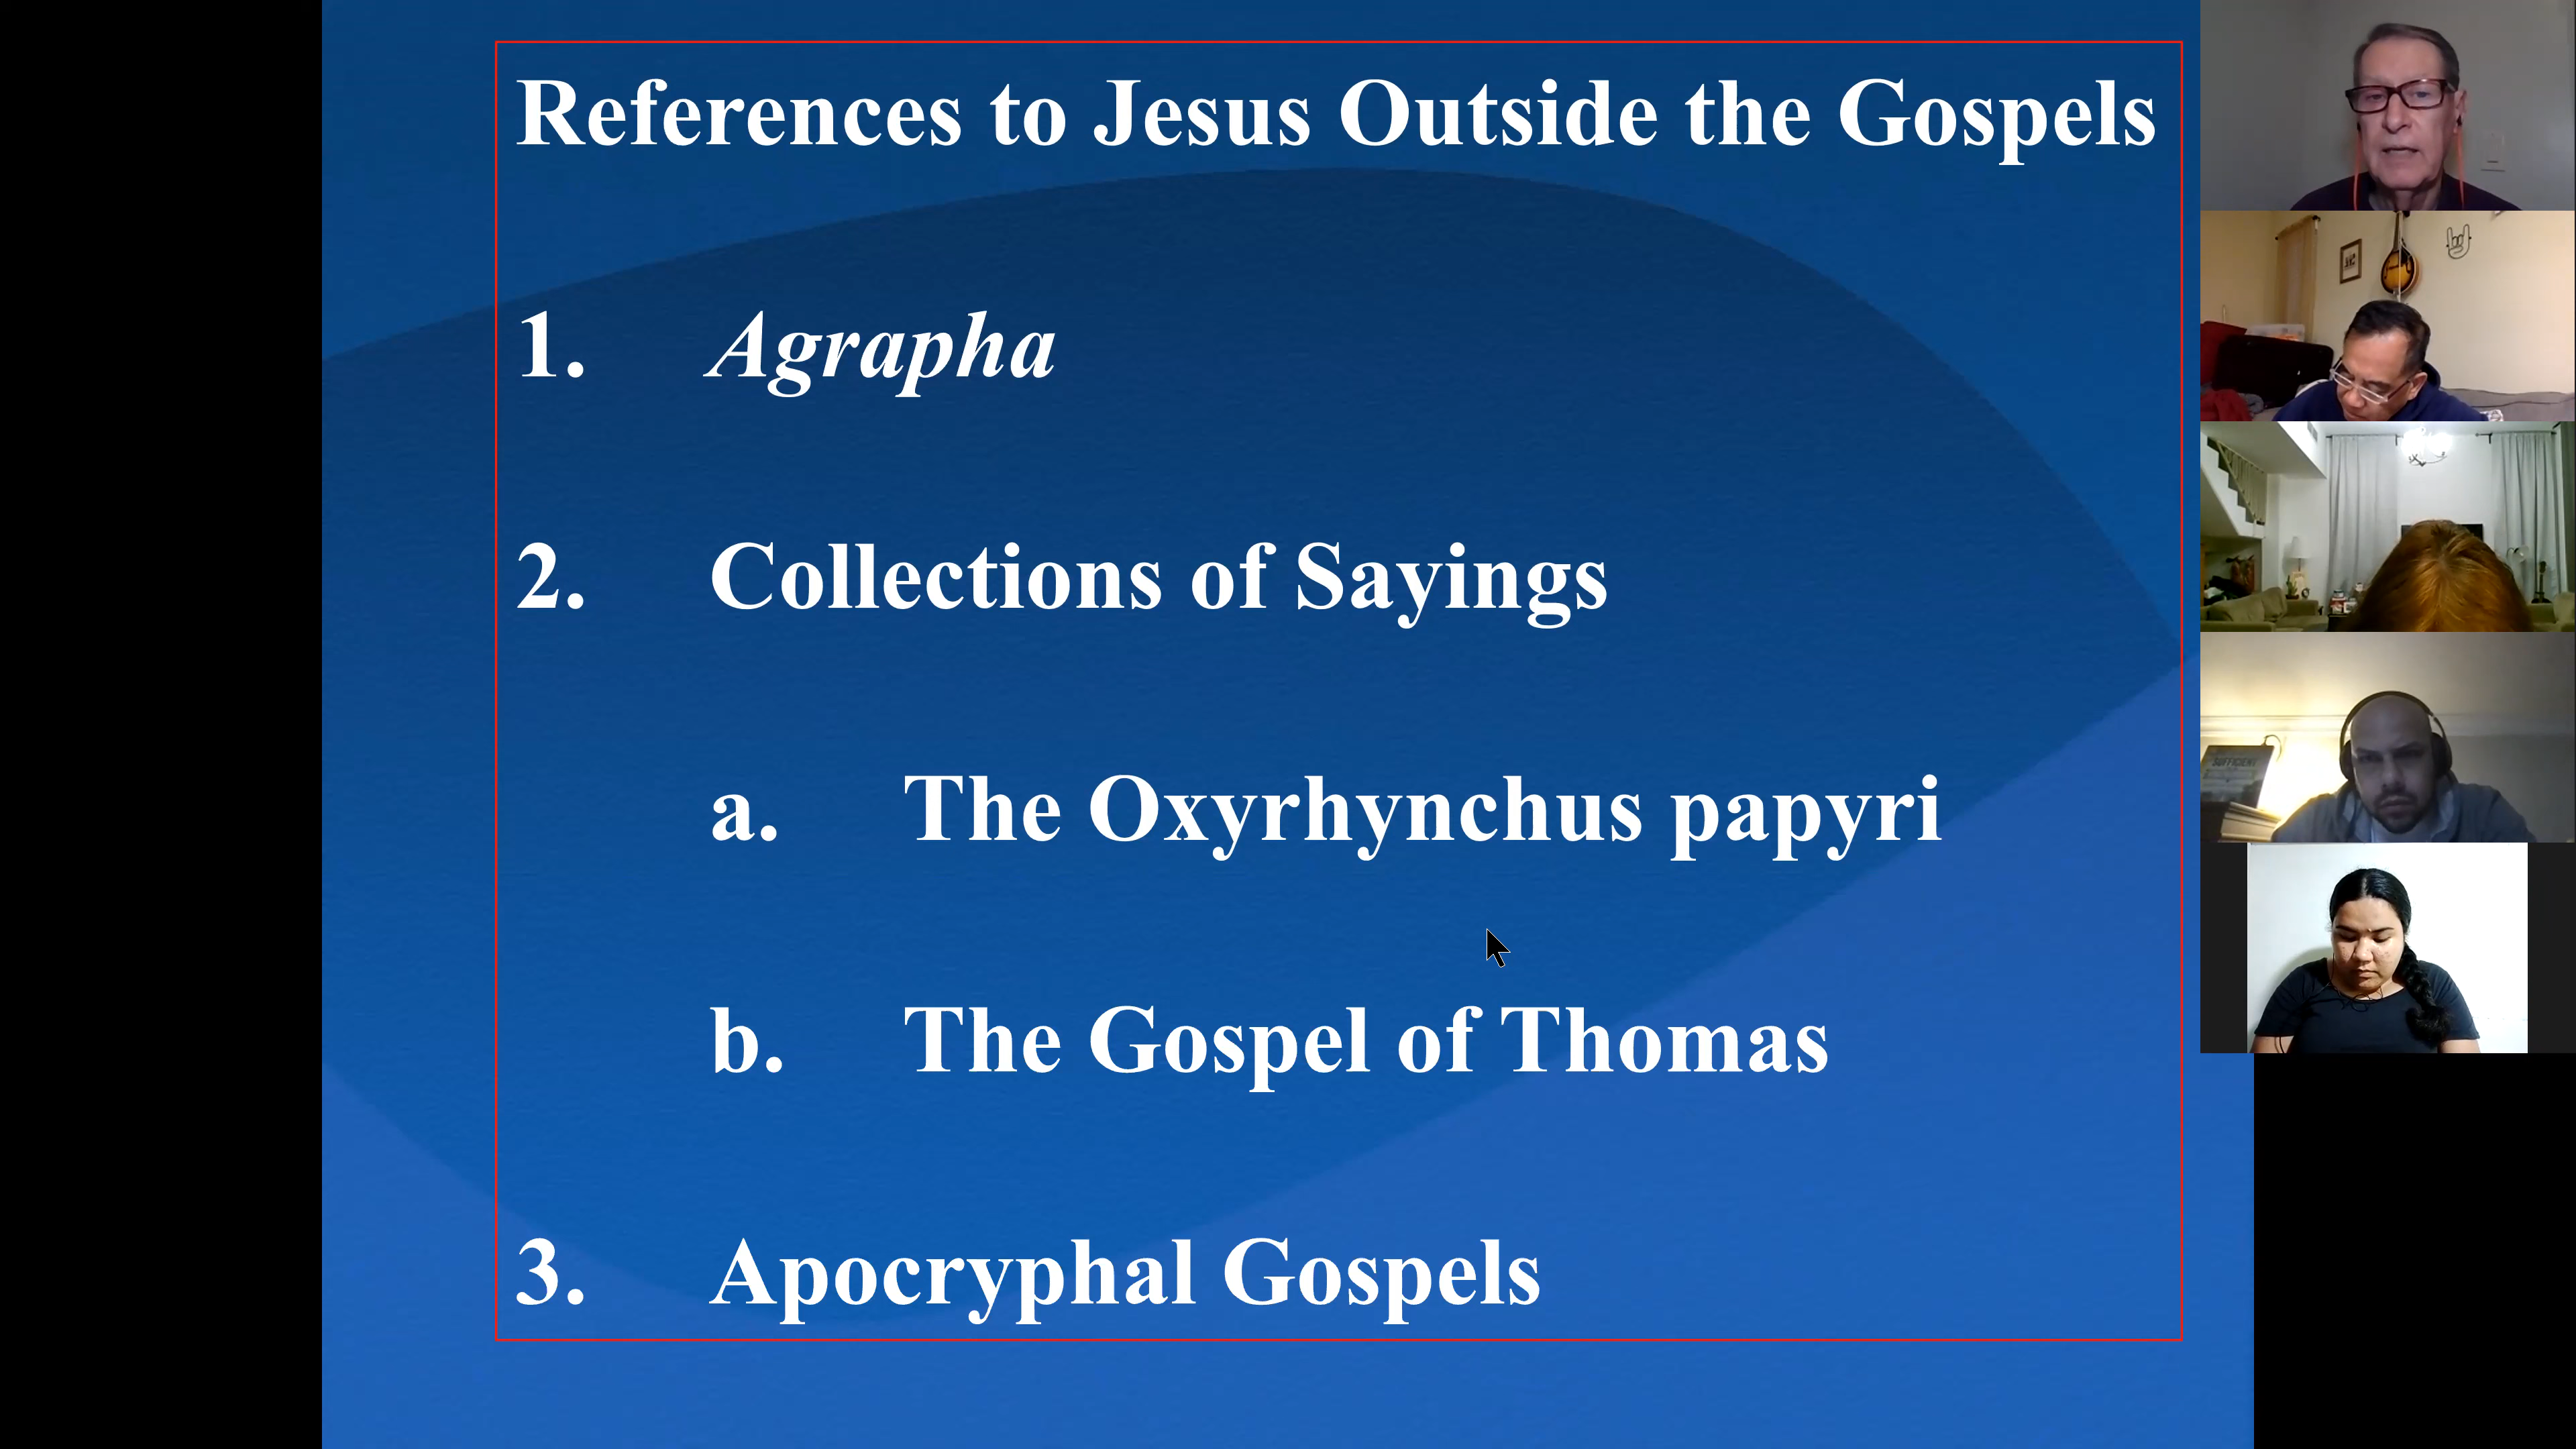 References to Jesus Outside the Gospels
1. Agrapha
2. Collections of Sayings
a. The Oxyrhynchus papyri
b. The Gospel of Thomas
3. Apocryphal Gospels
SUFFICIENT